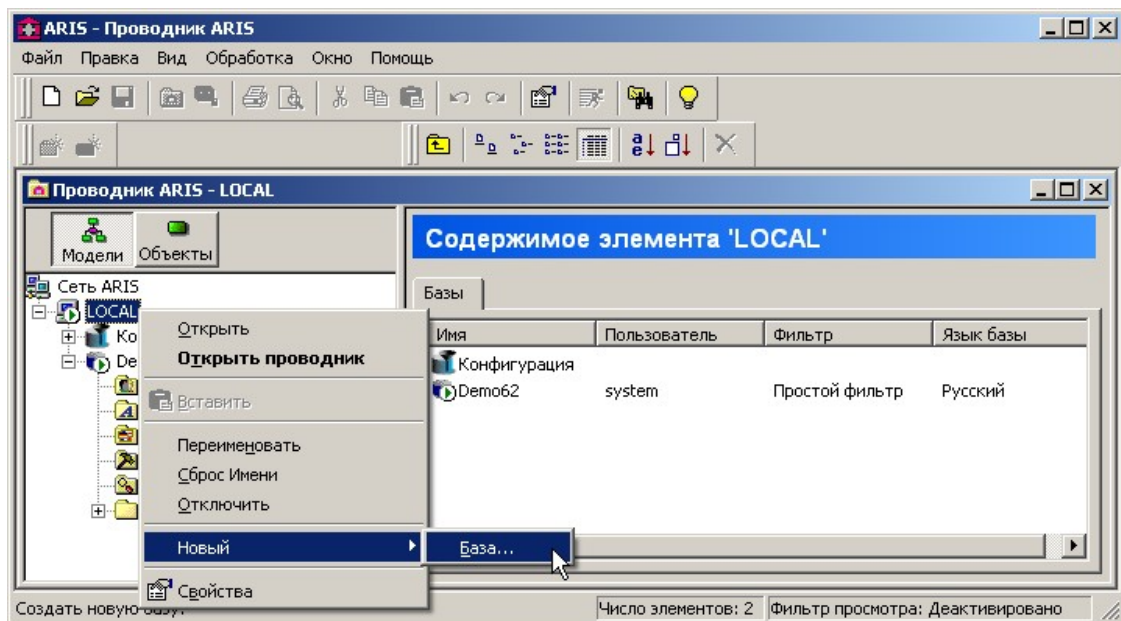 ARIS - Проводник ARIS
Файл Правка Вид Обработка Окно Помощь
Проводник ARIS - LOCAL
Модели Объекты
Содержимое элемента 'LOCAL'
Сеть ARIS
LOCAL
Ко
De
Базы
Имя Пользователь Фильтр Язык базы
Конфигурация
Demo62 system Простой фильтр Русский
Открыть
Открыть проводник
Вставить
Переименовать
Сброс Имени
Отключить
Новый
База...
Свойства
Создать новую базу.
Число элементов: 2 Фильтр просмотра: Деактивировано